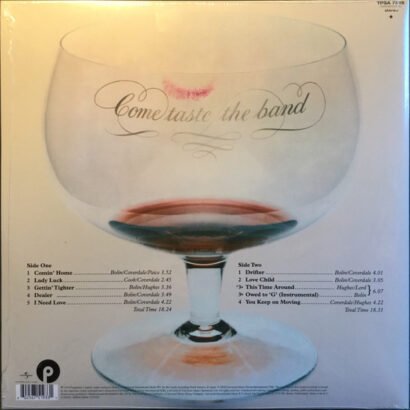 TPSA 7515
stereo
Come taste the band
Side One
1 Comin' Home Bolin/Coverdale/Paice 3.52
2 Lady Luck Cook/Coverdale 2.45
3 Gettin' Tighter Bolin/Hughes 3.36
4 Dealer Bolin/Coverdale 3.49
5 I Need Love Bolin/Coverdale 4.22
Total Time 18.24
Side Two
1 Drifter Bolin/Coverdale 4.01
2 Love Child Bolin/Coverdale 3.05
This Time Around Hughes/Lord
Owed to 'G' (Instrumental) Bolin
6.07
4 You Keep on Moving Coverdale/Hughes 4.22
Total Time 18.31
P